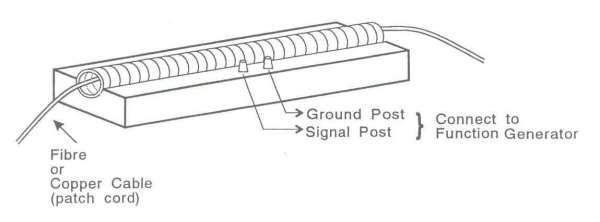 Ground Post
Signal Post
Connect to
Function Generator
Fibre
or
Copper Cable
(patch cord)